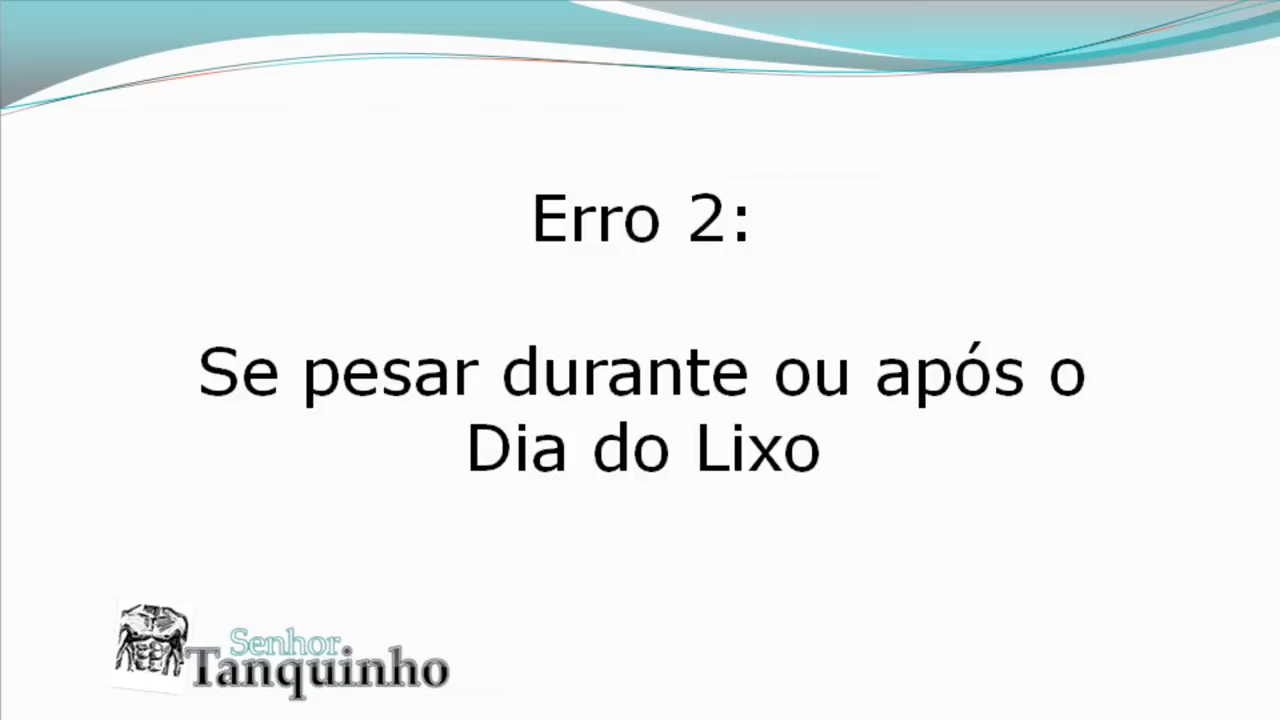 Erro 2:
Se pesar durante ou após o
Dia do Lixo
Senhor
Tanquinho